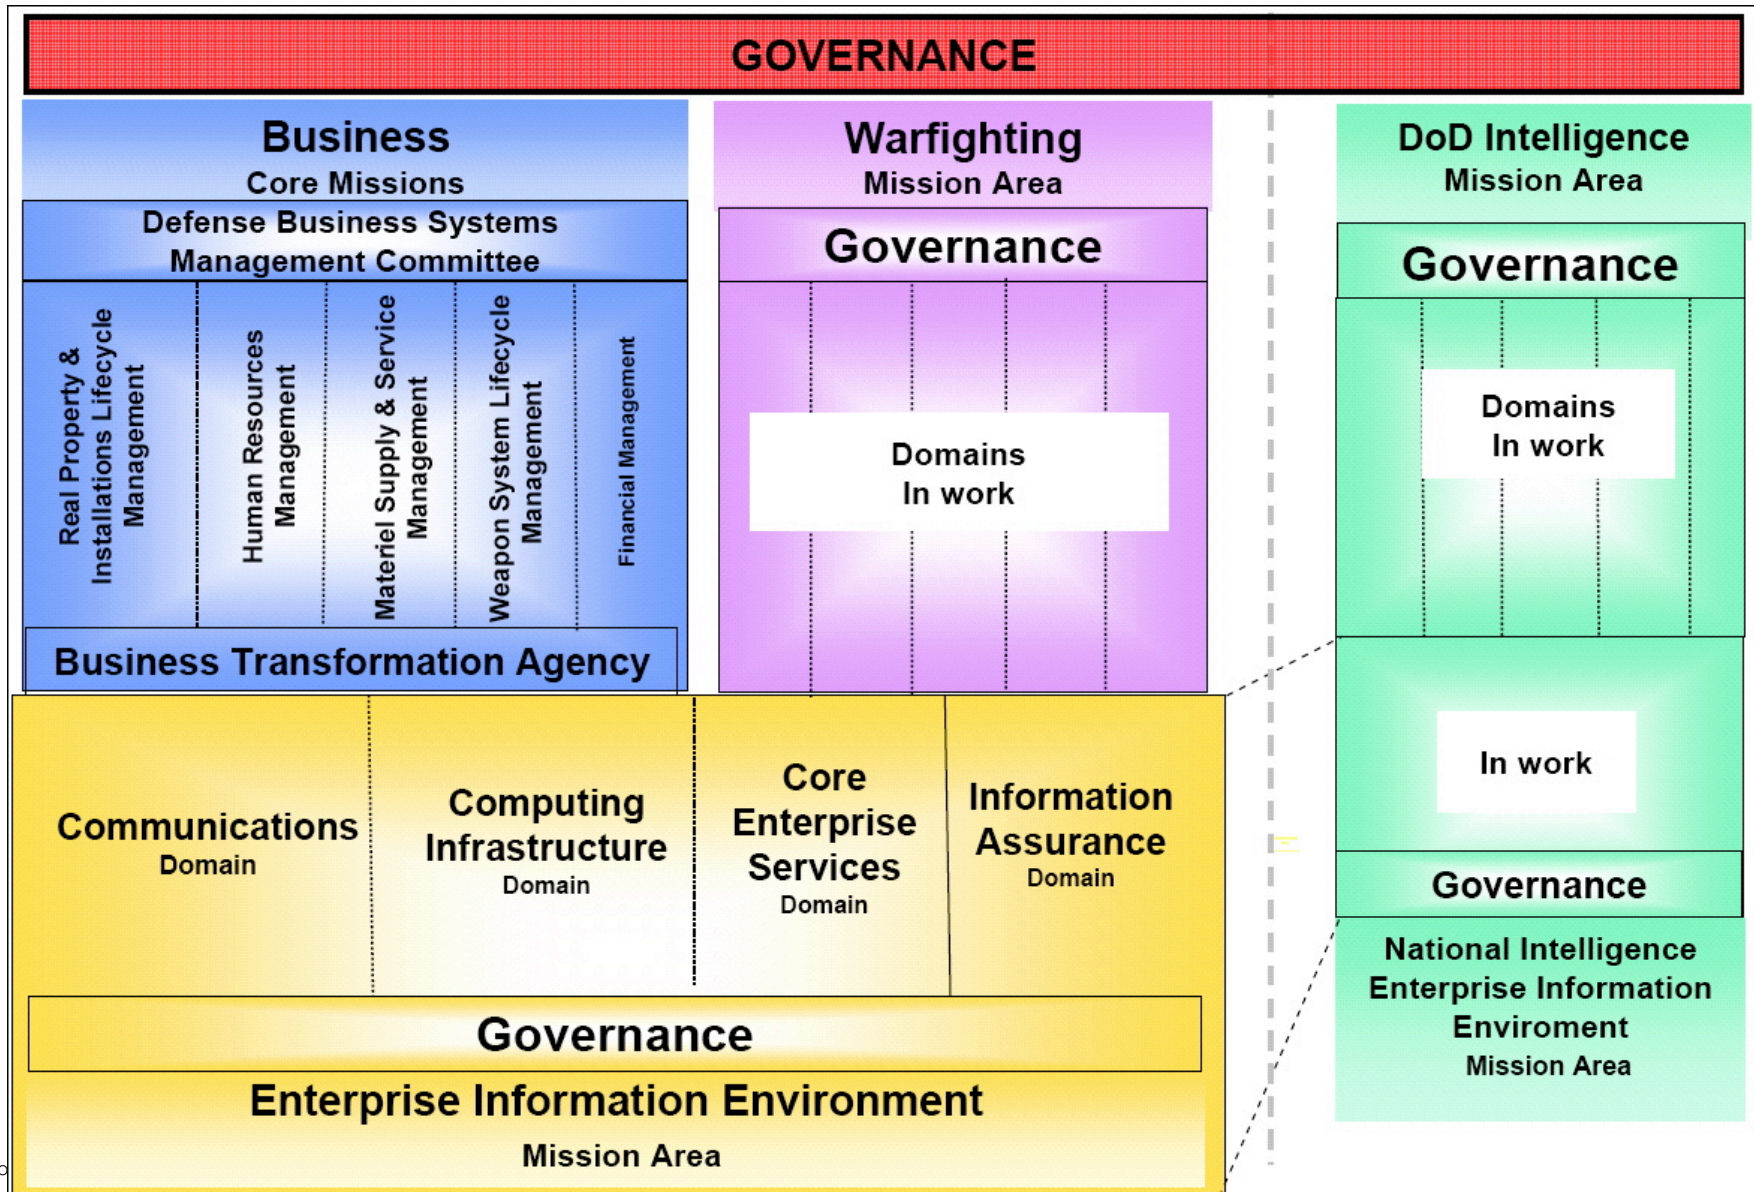 GOVERNANCE
Business
Core Missions
Defense Business Systems
Management Committee
Real Property &
Installations Lifecycle
Management
Human Resources
Management
Materiel Supply & Service
Management
Weapon System Lifecycle
Management
Financial Management
Business Transformation Agency
Warfighting
Mission Area
Governance
Domains
In work
DoD Intelligence
Mission Area
Governance
Domains
In work
In work
Governance
National Intelligence
Enterprise Information
Enviroment
Mission Area
Communications
Domain
Computing
Infrastructure
Domain
Core
Enterprise
Services
Domain
Information
Assurance
Domain
Governance
Enterprise Information Environment
Mission Area